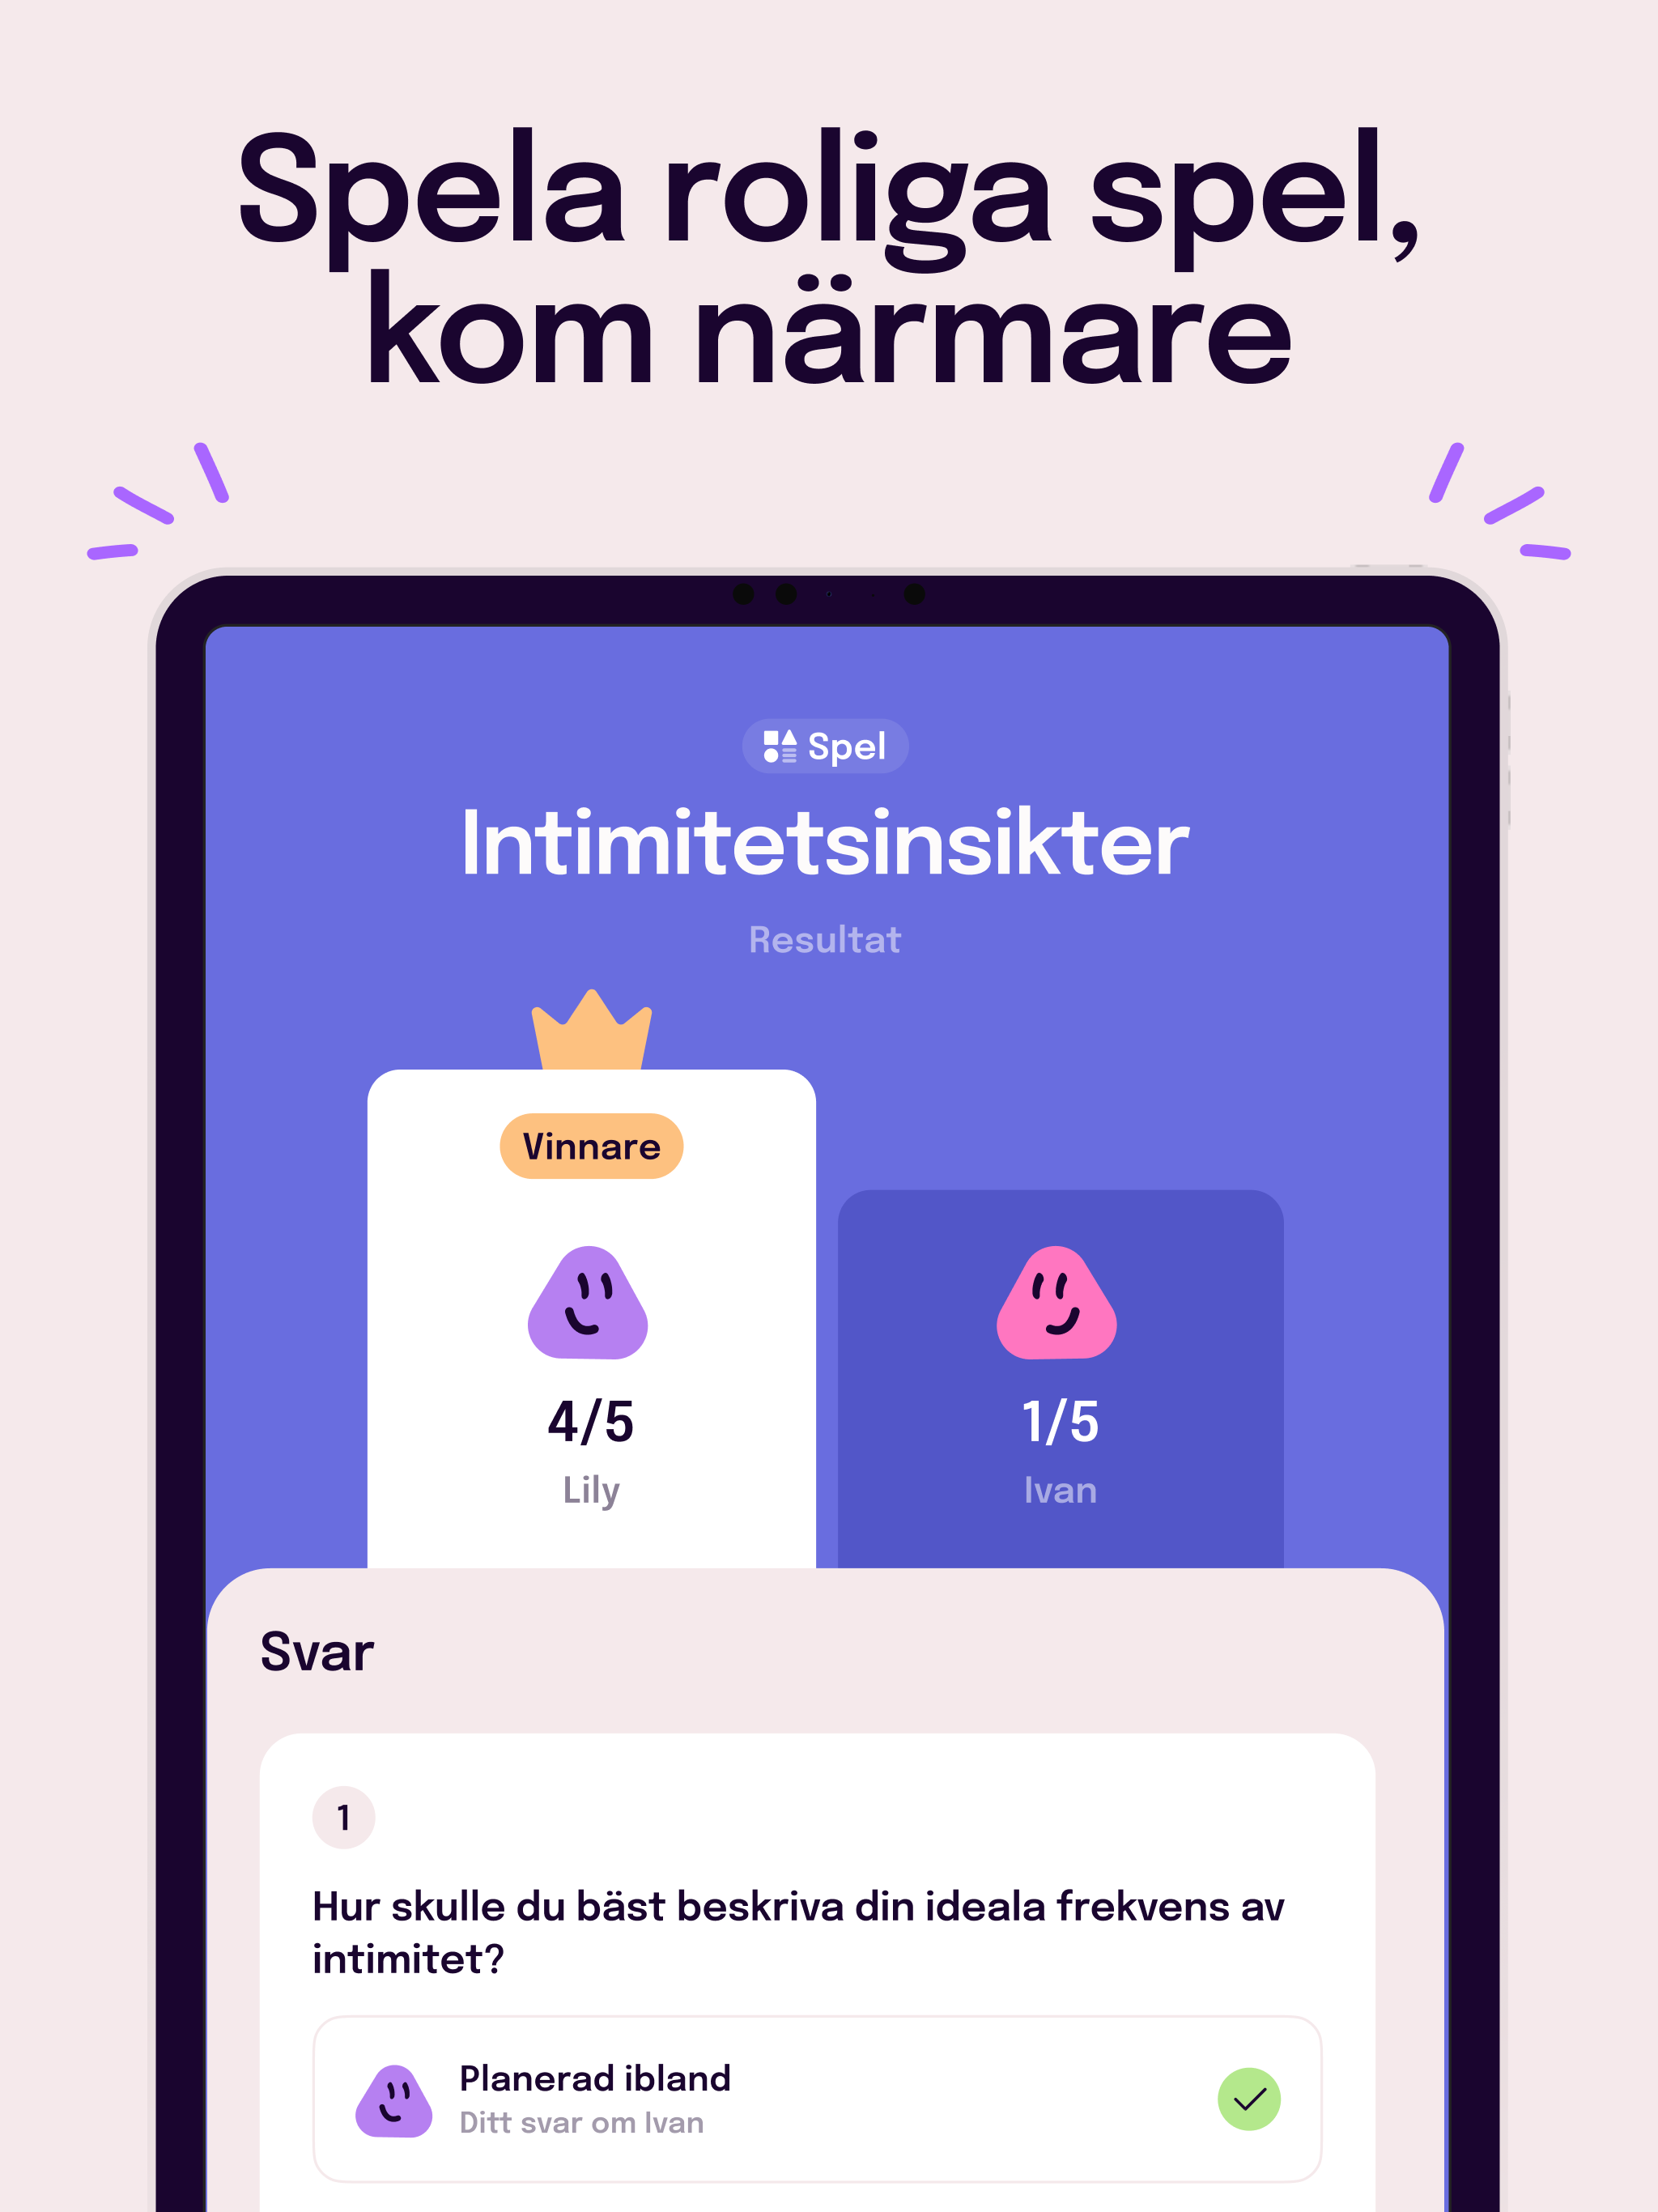 Spela roliga spel,
kom närmare
Spel
Intimitetsinsikter
Resultat
Vinnare
4/5
Lily
1/5
Ivan
Svar
1
Hur skulle du bäst beskriva din ideala frekvens av
intimitet?
Planerad ibland
Ditt svar om Ivan